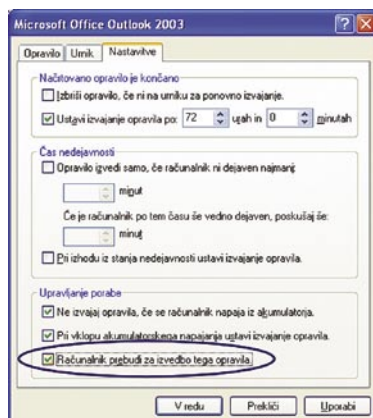 Microsoft Office Outlook 2003
Opravilo Urnik Nastavitve
Načrtovano opravilo je končano
Izbriši opravilo, če ni na urniku za ponovno izvajanje.
Ustavi izvajanje opravila po: 72 urah in 0 minutah
Čas nedejavnosti
Opravilo izvedi samo, če računalnik ni dejaven najmanj:
minut
Če je računalnik po tem času še vedno dejaven, poskušaj še:
minut
Pri izhodu iz stanja nedejavnosti ustavi izvajanje opravila.
Upravljanje porabe
Ne izvajaj opravila, če se računalnik napaja iz akumulatorja.
Pri vklopu akumulatorskega napajanja ustavi izvajanje opravila.
Računalnik prebudi za izvedbo tega opravila.
V redu Prekliči Uporabi